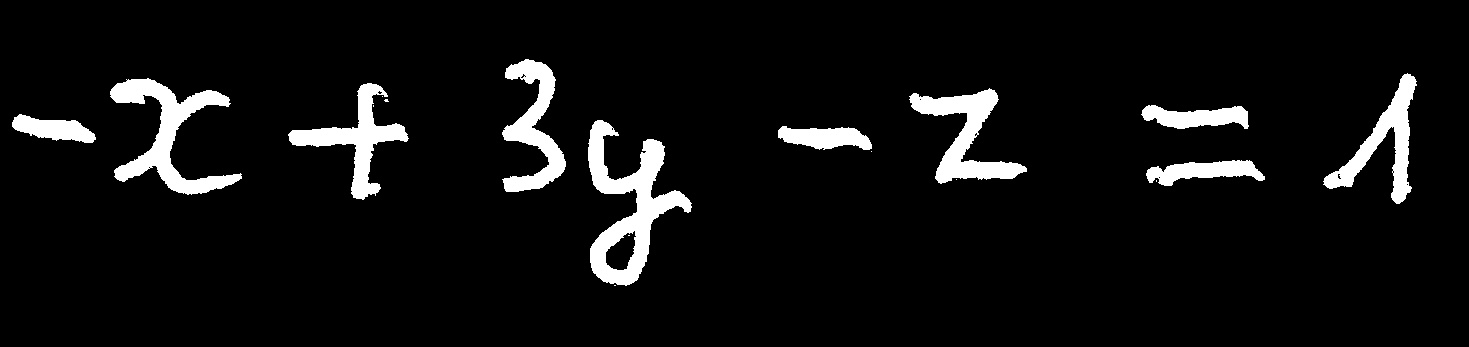 -x + 3y - z = 1